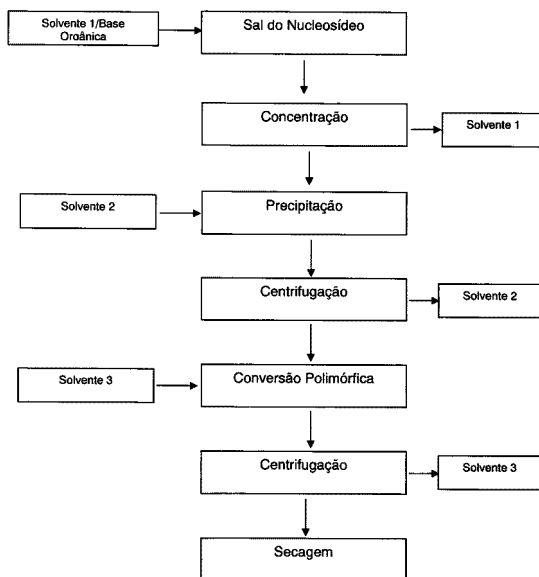 Solvente 1/Base
Orgânica
Sal do Nucleosídeo
Concentração
Solvente 1
Solvente 2
Precipitação
Centrifugação
Solvente 2
Solvente 3
Conversão Polimórfica
Centrifugação
Solvente 3
Secagem